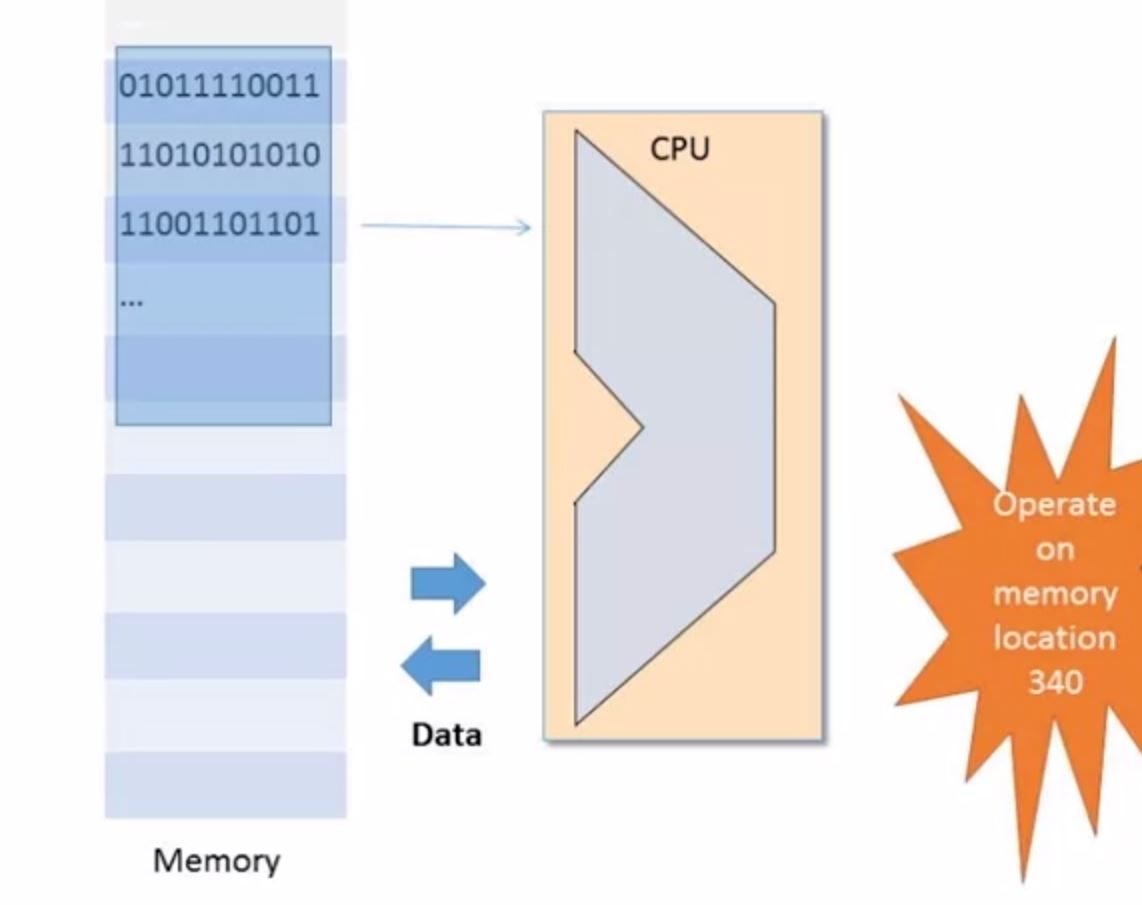 01011110011
11010101010
11001101101
...
CPU
Operate
on
memory
location
340
Data
Memory